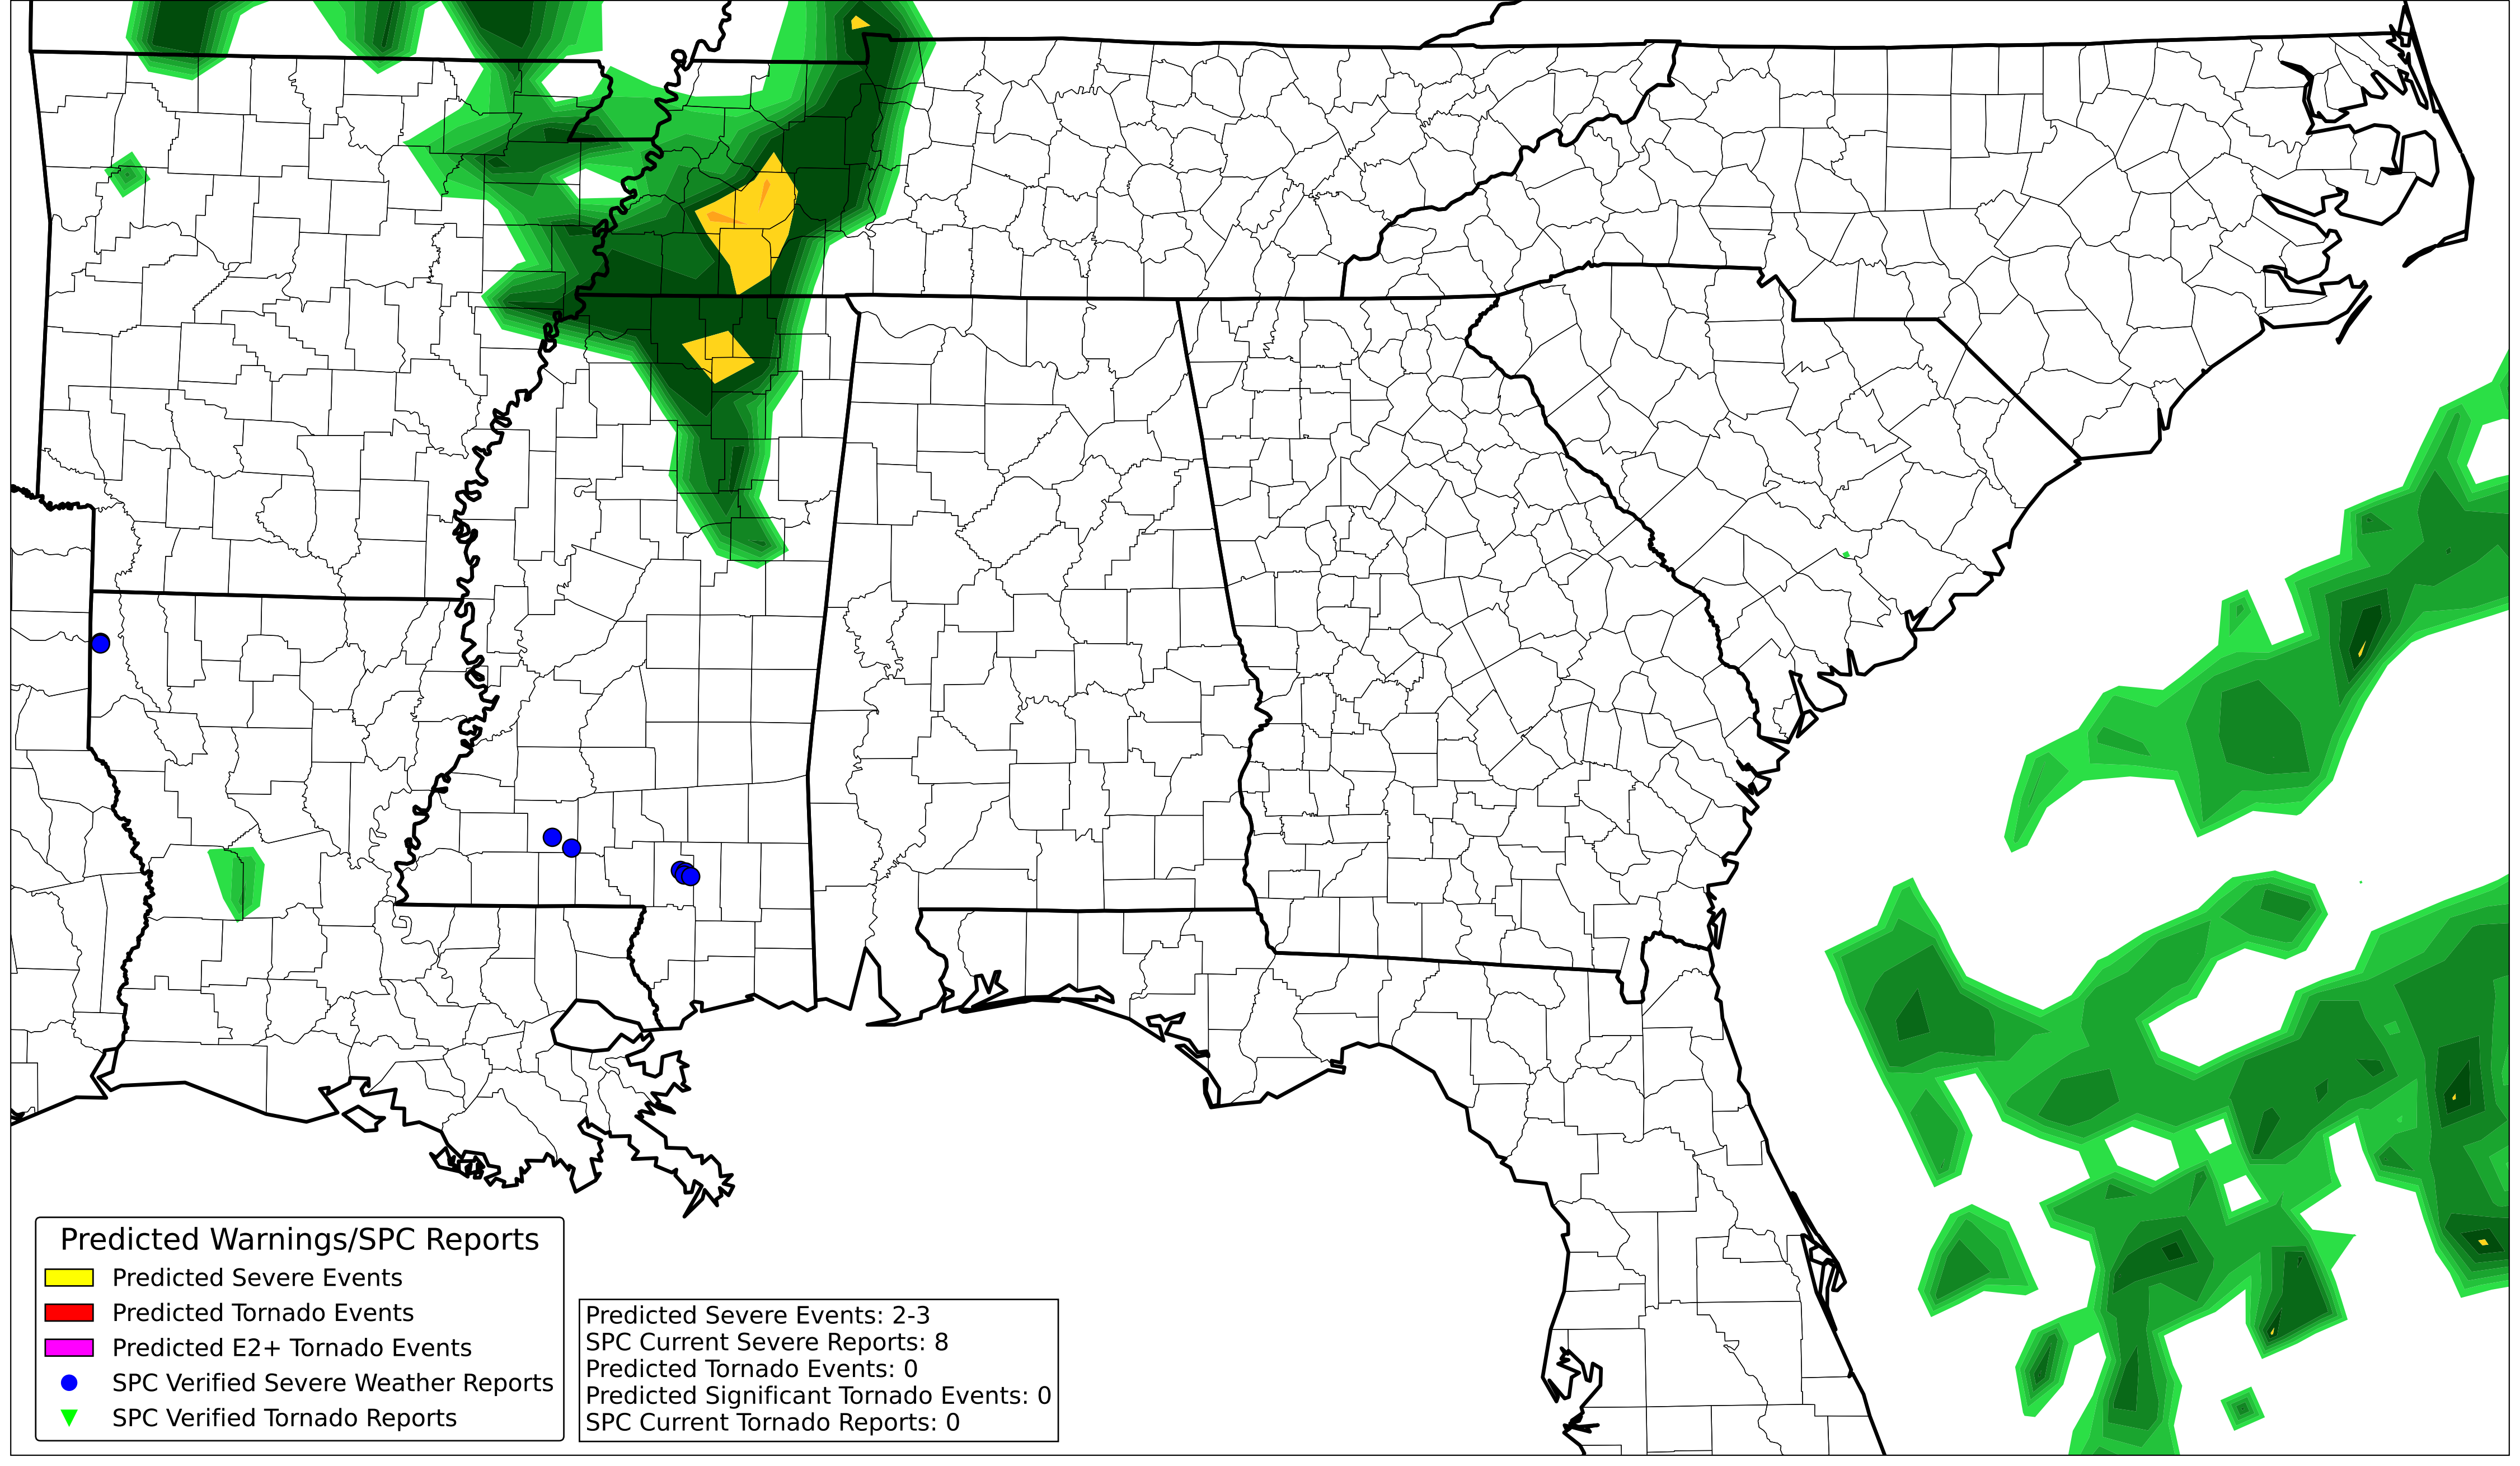 Predicted Warnings/SPC Reports
Predicted Severe Events
Predicted Tornado Events
Predicted E2+ Tornado Events
SPC Verified Severe Weather Reports
SPC Verified Tornado Reports
Predicted Severe Events: 2-3
SPC Current Severe Reports: 8
Predicted Tornado Events: 0
Predicted Significant Tornado Events: 0
SPC Current Tornado Reports: 0